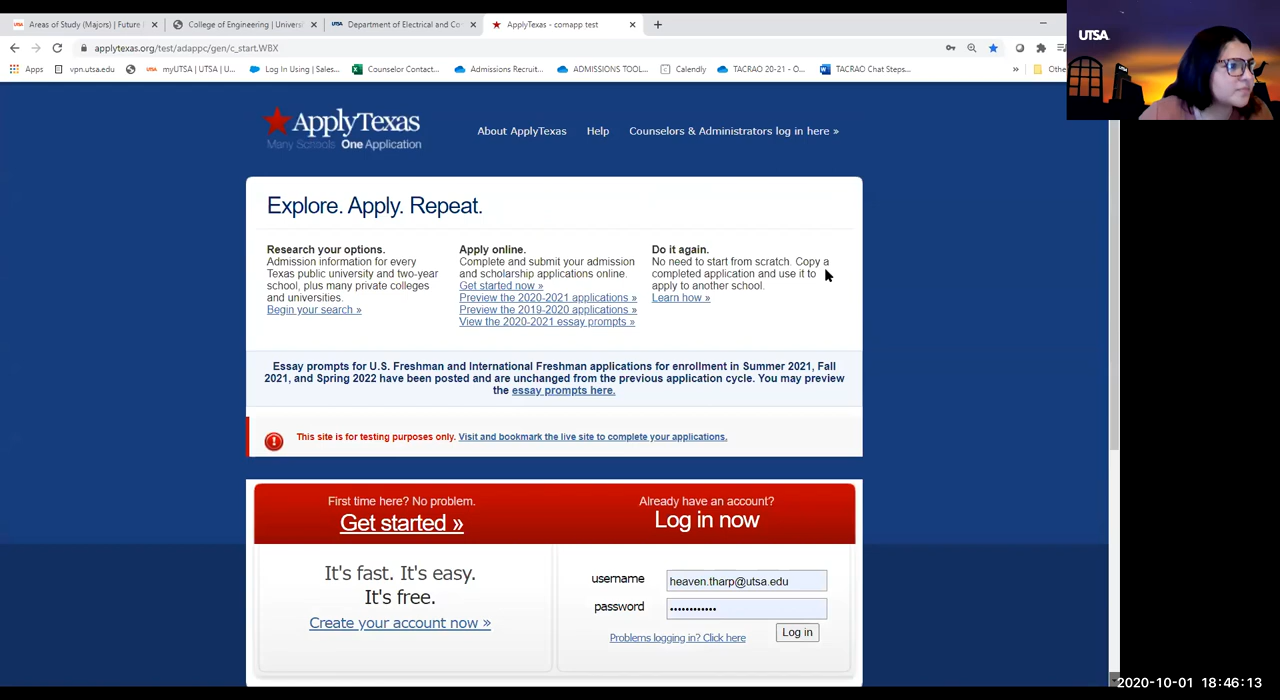 Areas of Study (Majors) | Future
College of Engineering | Univers
UTSA Department of Electrical and Co
ApplyTexas - comapp test
applytexas.org/test/adappc/gen/c_start.WBX
Apps
vpn.utsa.edu
myUTSA | UTSA | U...
Log In Using | Sales...
Counselor Contact...
Admissions Recruit...
ADMISSIONS TOOL...
Calendly
TACRAO 20-21 - O...
TACRAO Chat Steps...
»
Othe
UTSA
ApplyTexas
Many Schools One Application
About ApplyTexas
Help
Counselors & Administrators log in here »
Explore. Apply. Repeat.
Research your options.
Admission information for every
Texas public university and two-year
school, plus many private colleges
and universities.
Begin your search »
Apply online.
Complete and submit your admission
and scholarship applications online.
Get started now »
Preview the 2020-2021 applications »
Preview the 2019-2020 applications »
View the 2020-2021 essay prompts »
Do it again.
No need to start from scratch. Copy a
completed application and use it to
apply to another school.
Learn how »
Essay prompts for U.S. Freshman and International Freshman applications for enrollment in Summer 2021, Fall
2021, and Spring 2022 have been posted and are unchanged from the previous application cycle. You may preview
the essay prompts here.
This site is for testing purposes only. Visit and bookmark the live site to complete your applications.
First time here? No problem.
Get started »
It's fast. It's easy.
It's free.
Create your account now »
Already have an account?
Log in now
username
heaven.tharp@utsa.edu
password
••••••••••••
Problems logging in? Click here
Log in
2020-10-01 18:46:13